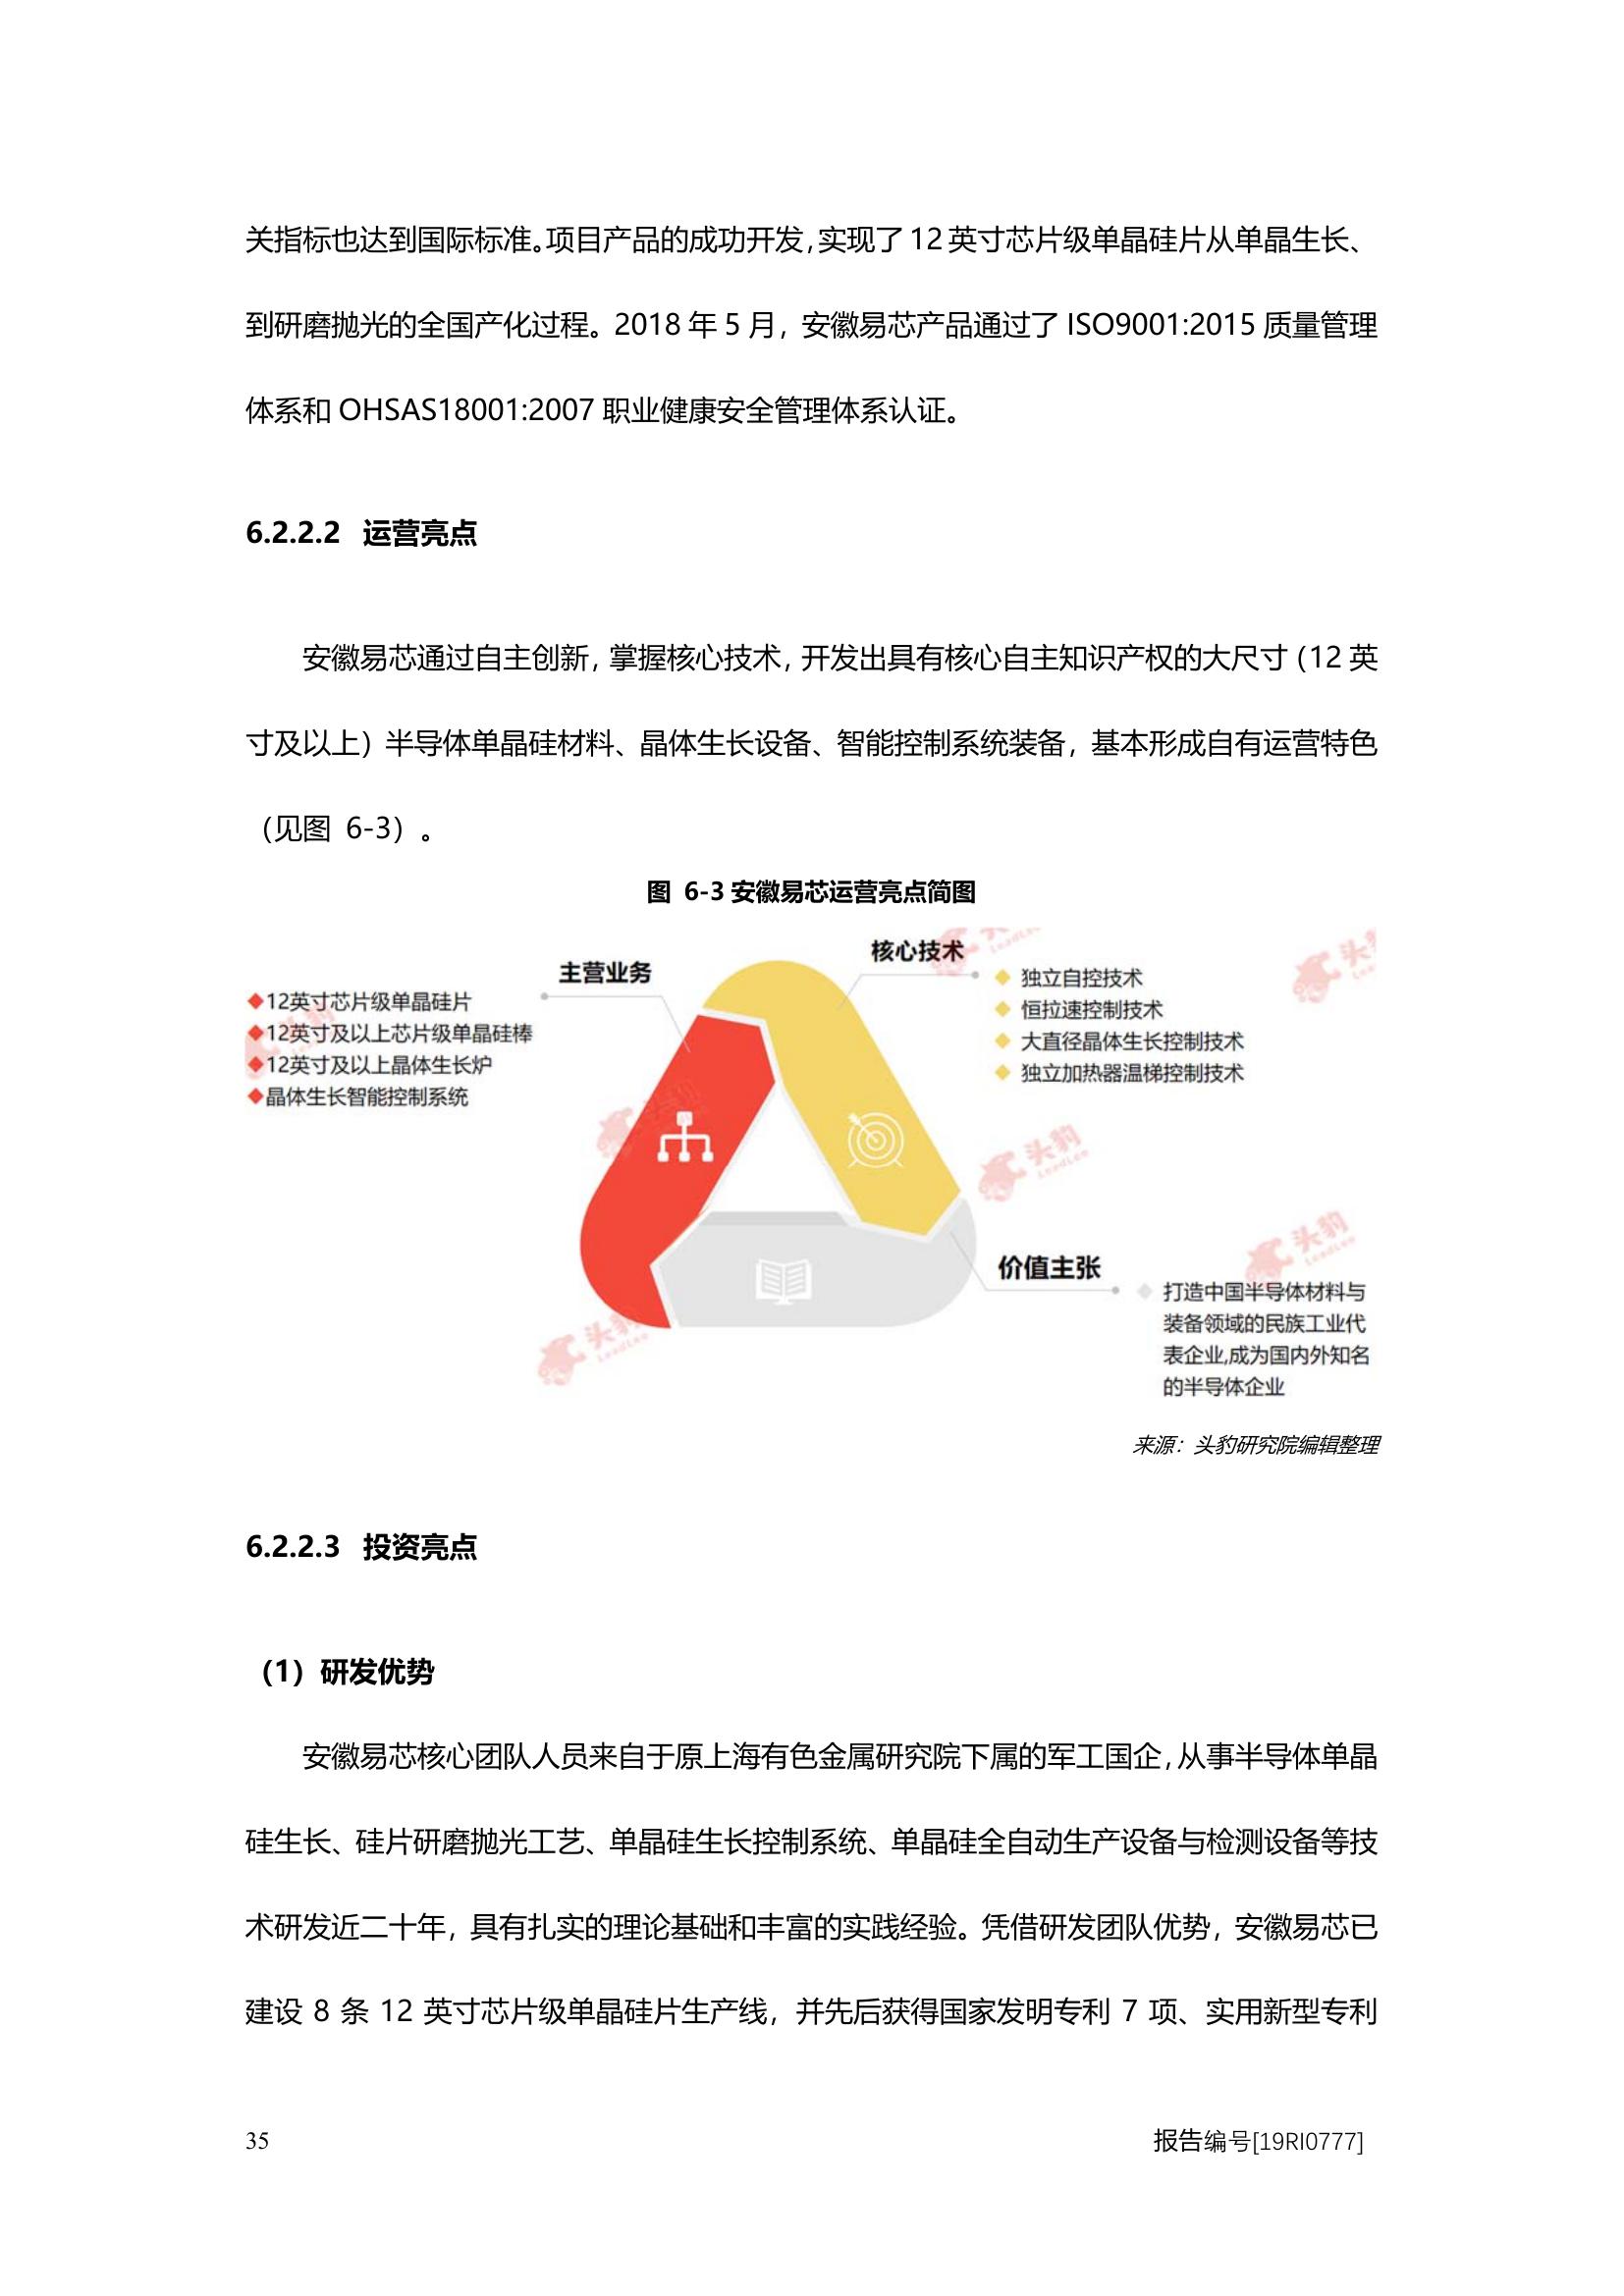 关指标也达到国际标准。项目产品的成功开发，实现了 12 英寸芯片级单晶硅片从单晶生长、
到研磨抛光的全国产化过程。2018 年 5 月，安徽易芯产品通过了 ISO9001:2015 质量管理
体系和 OHSAS18001:2007 职业健康安全管理体系认证。
6.2.2.2 运营亮点
安徽易芯通过自主创新，掌握核心技术，开发出具有核心自主知识产权的大尺寸（12 英
寸及以上）半导体单晶硅材料、晶体生长设备、智能控制系统装备，基本形成自有运营特色
（见图 6-3）。
图 6-3 安徽易芯运营亮点简图
主营业务
◆12英寸芯片级单晶硅片
◆12英寸及以上芯片级单晶硅棒
◆12英寸及以上晶体生长炉
◆晶体生长智能控制系统
核心技术
◆ 独立自控技术
◆ 恒拉速控制技术
◆ 大直径晶体生长控制技术
◆ 独立加热器温梯控制技术
价值主张
◆ 打造中国半导体材料与
装备领域的民族工业代
表企业,成为国内外知名
的半导体企业
头豹
LeadLeo
头豹
LeadLeo
头豹
LeadLeo
来源：头豹研究院编辑整理
6.2.2.3 投资亮点
（1）研发优势
安徽易芯核心团队人员来自于原上海有色金属研究院下属的军工国企，从事半导体单晶
硅生长、硅片研磨抛光工艺、单晶硅生长控制系统、单晶硅全自动生产设备与检测设备等技
术研发近二十年，具有扎实的理论基础和丰富的实践经验。凭借研发团队优势，安徽易芯已
建设 8 条 12 英寸芯片级单晶硅片生产线，并先后获得国家发明专利 7 项、实用新型专利
35
报告编号[19RI0777]